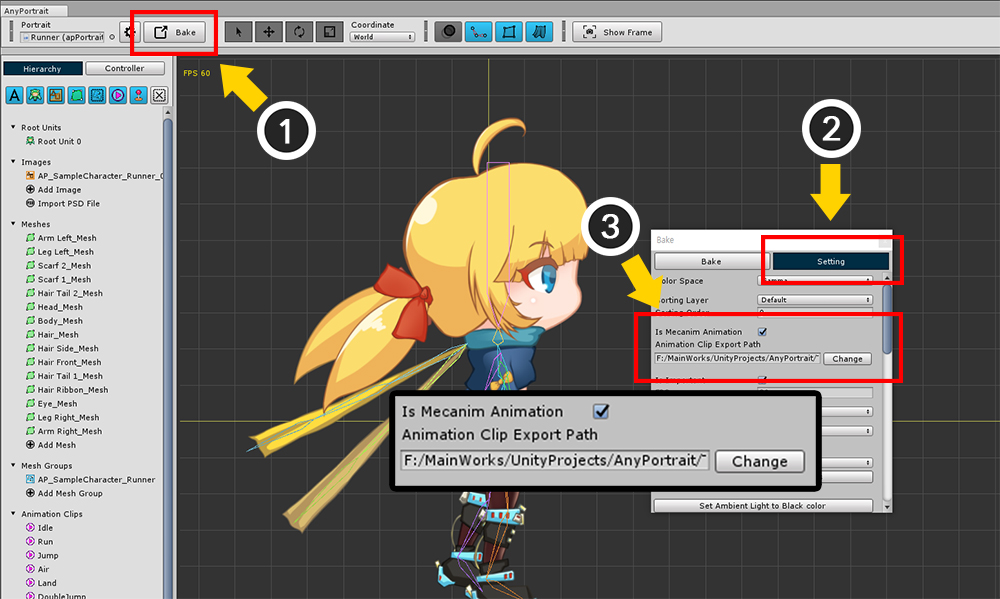 AnyPortrait
Portrait
Runner (apPortrait
Bake
Coordinate
World
Show Frame
Hierarchy
Controller
FPS 60
Root Units
Root Unit 0
Images
AP_SampleCharacter_Runner_0
Add Image
Import PSD File
Meshes
Arm Left_Mesh
Leg Left_Mesh
Scarf 2_Mesh
Scarf 1_Mesh
Hair Tail 2_Mesh
Head_Mesh
Body_Mesh
Hair_Mesh
Hair Side_Mesh
Hair Front_Mesh
Hair Tail 1_Mesh
Hair Ribbon_Mesh
Eye_Mesh
Leg Right_Mesh
Arm Right_Mesh
Add Mesh
Mesh Groups
AP_SampleCharacter_Runner
Add Mesh Group
Animation Clips
Idle
Run
Jump
Air
Land
DoubleJump
1
2
3
Bake
Bake
Setting
Color Space
Sorting Layer
Default
Sorting Order
Is Mecanim Animation
Animation Clip Export Path
F:/MainWorks/UnityProjects/AnyPortrait/
Change
Is Mecanim Animation
Animation Clip Export Path
F:/MainWorks/UnityProjects/AnyPortrait/
Change
Set Ambient Light to Black color